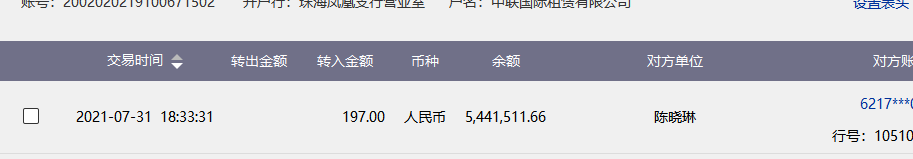 账号：2002020219100671502 开户行：珠海凤凰支行营业室 户名：中联国际租赁有限公司 设置表头
交易时间 转出金额 转入金额 币种 余额 对方单位 对方账
6217***0
2021-07-31 18:33:31 197.00 人民币 5,441,511.66 陈晓琳
行号：10510